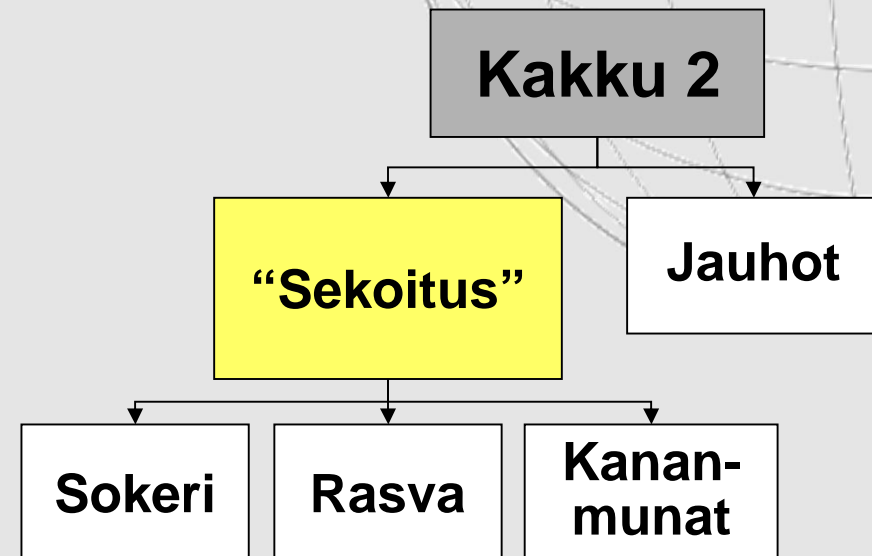 Kakku 2
“Sekoitus”
Jauhot
Sokeri
Rasva
Kanan-
munat